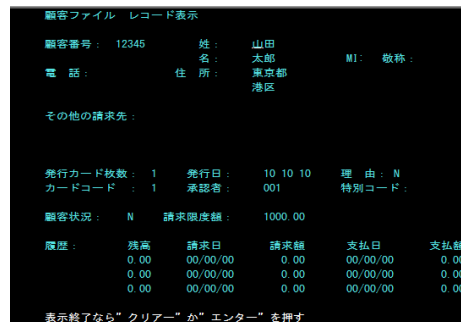 顧客ファイル レコード表示
顧客番号： 12345 姓： 山田
名： 太郎 MI: 敬称：
電 話： 住 所： 東京都
港区
その他の請求先：
発行カード枚数： 1 発行日： 10 10 10 理 由：N
カードコード ： 1 承認者： 001 特別コード：
顧客状況： N 請求限度額： 1000.00
履歴： 残高 請求日 請求額 支払日 支払額
0.00 00/00/00 0.00 00/00/00 0.00
0.00 00/00/00 0.00 00/00/00 0.00
0.00 00/00/00 0.00 00/00/00 0.00
表示終了なら”クリアー”か”エンター”を押す